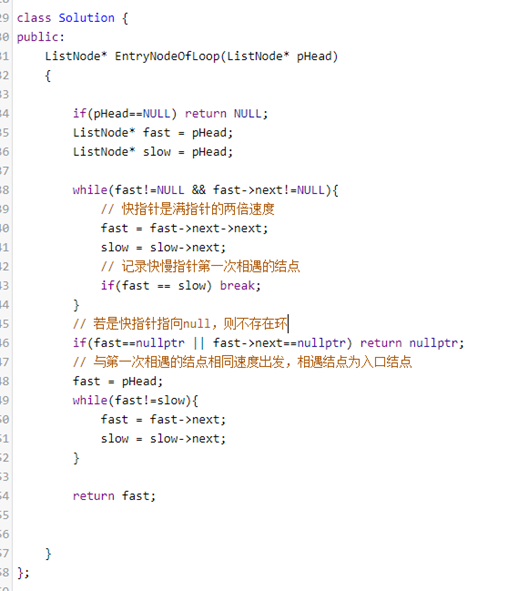 29 class Solution {
30 public:
31 ListNode* EntryNodeOfLoop(ListNode* pHead)
32 {
33
34 if(pHead==NULL) return NULL;
35 ListNode* fast = pHead;
36 ListNode* slow = pHead;
37
38 while(fast!=NULL && fast->next!=NULL){
39 // 快指针是满指针的两倍速度
40 fast = fast->next->next;
41 slow = slow->next;
42 // 记录快慢指针第一次相遇的结点
43 if(fast == slow) break;
44 }
45 // 若是快指针指向null，则不存在环
46 if(fast==nullptr || fast->next==nullptr) return nullptr;
47 // 与第一次相遇的结点相同速度出发，相遇结点为入口结点
48 fast = pHead;
49 while(fast!=slow){
50 fast = fast->next;
51 slow = slow->next;
52 }
53
54 return fast;
55
56
57 }
58 };